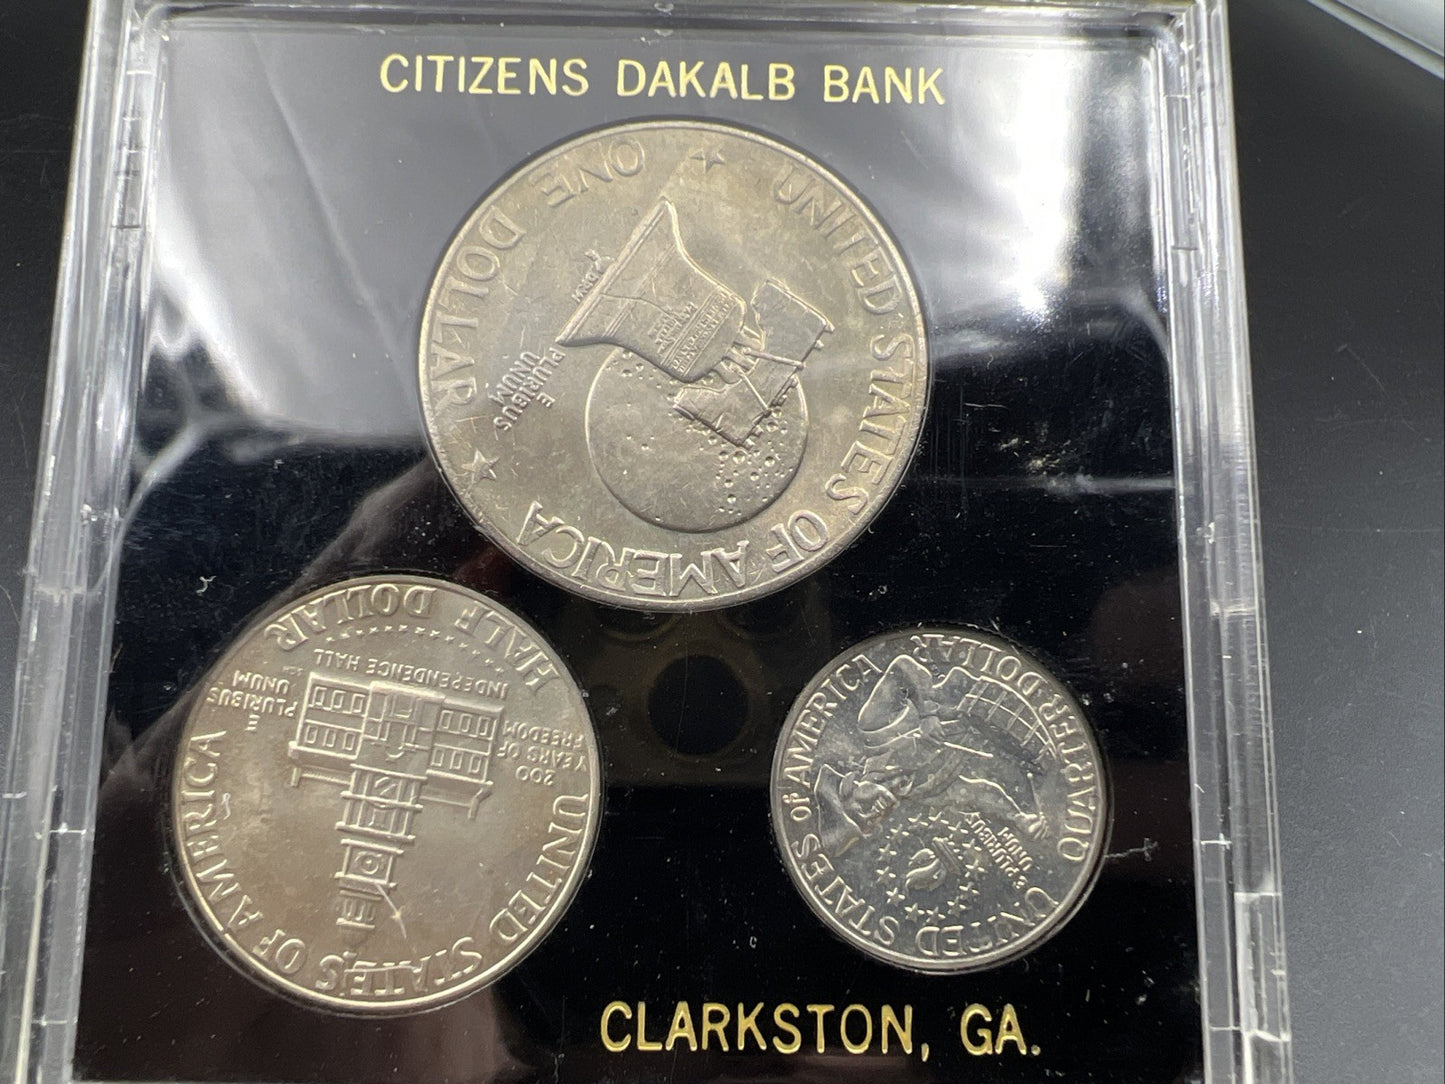 CITIZENS DAKALB BANK
UNITED STATES OF AMERICA
ONE DOLLAR
E
PLURIBUS
UNUM
HALF DOLLAR
INDEPENDENCE HALL
200
YEARS OF
FREEDOM
E
PLURIBUS
UNUM
UNITED STATES OF AMERICA
UNITED STATES of AMERICA
QUARTER·DOLLAR
E PLURIBUS
UNUM
CLARKSTON, GA.